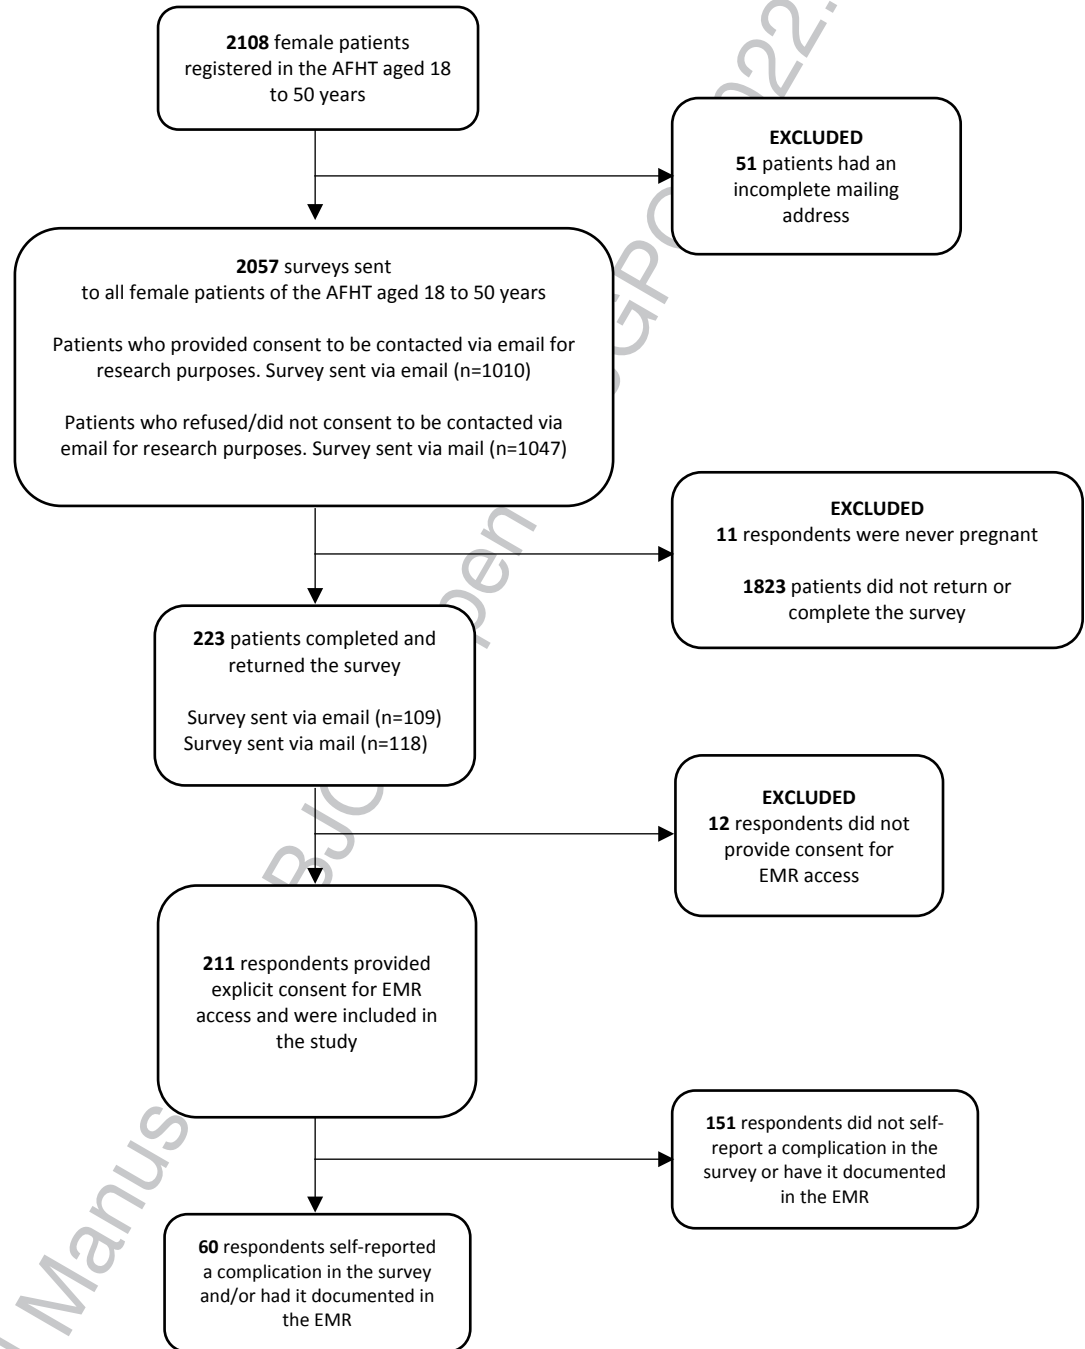 2108 female patients
registered in the AFHT aged 18
to 50 years
EXCLUDED
51 patients had an
incomplete mailing
address
2057 surveys sent
to all female patients of the AFHT aged 18 to 50 years
Patients who provided consent to be contacted via email for
research purposes. Survey sent via email (n=1010)
Patients who refused/did not consent to be contacted via
email for research purposes. Survey sent via mail (n=1047)
EXCLUDED
11 respondents were never pregnant
1823 patients did not return or
complete the survey
223 patients completed and
returned the survey
Survey sent via email (n=109)
Survey sent via mail (n=118)
EXCLUDED
12 respondents did not
provide consent for
EMR access
211 respondents provided
explicit consent for EMR
access and were included in
the study
151 respondents did not self-
report a complication in the
survey or have it documented
in the EMR
60 respondents self-reported
a complication in the survey
and/or had it documented in
the EMR